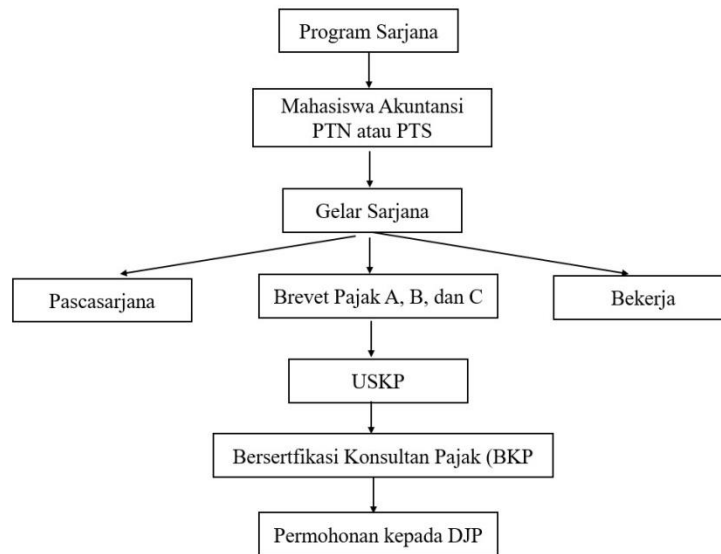 Program Sarjana
Mahasiswa Akuntansi
PTN atau PTS
Gelar Sarjana
Pascasarjana
Brevet Pajak A, B, dan C
Bekerja
USKP
Bersertfikasi Konsultan Pajak (BKP
Permohonan kepada DJP